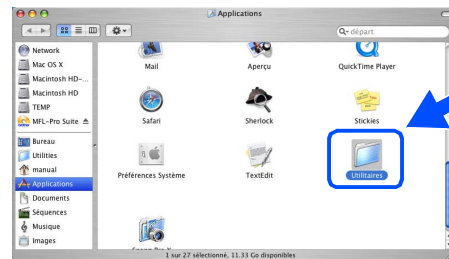 Applications
départ
Network
Mac OS X
Macintosh HD-...
Macintosh HD
TEMP
MFL-Pro Suite
Bureau
Utilities
manual
Applications
Documents
Séquences
Musique
Images
Mail
Aperçu
QuickTime Player
Safari
Sherlock
Stickies
Préférences Système
TextEdit
Utilitaires
1 sur 27 sélectionné, 11.33 Go disponibles